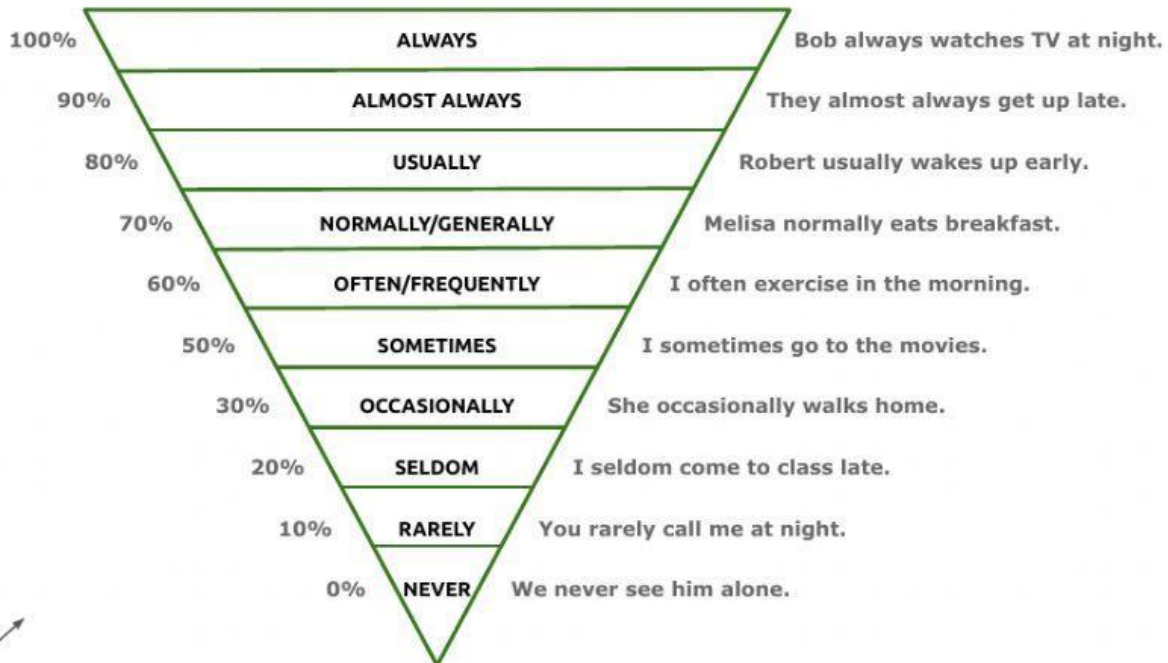 100% ALWAYS Bob always watches TV at night.
90% ALMOST ALWAYS They almost always get up late.
80% USUALLY Robert usually wakes up early.
70% NORMALLY/GENERALLY Melisa normally eats breakfast.
60% OFTEN/FREQUENTLY I often exercise in the morning.
50% SOMETIMES I sometimes go to the movies.
30% OCCASIONALLY She occasionally walks home.
20% SELDOM I seldom come to class late.
10% RARELY You rarely call me at night.
0% NEVER We never see him alone.